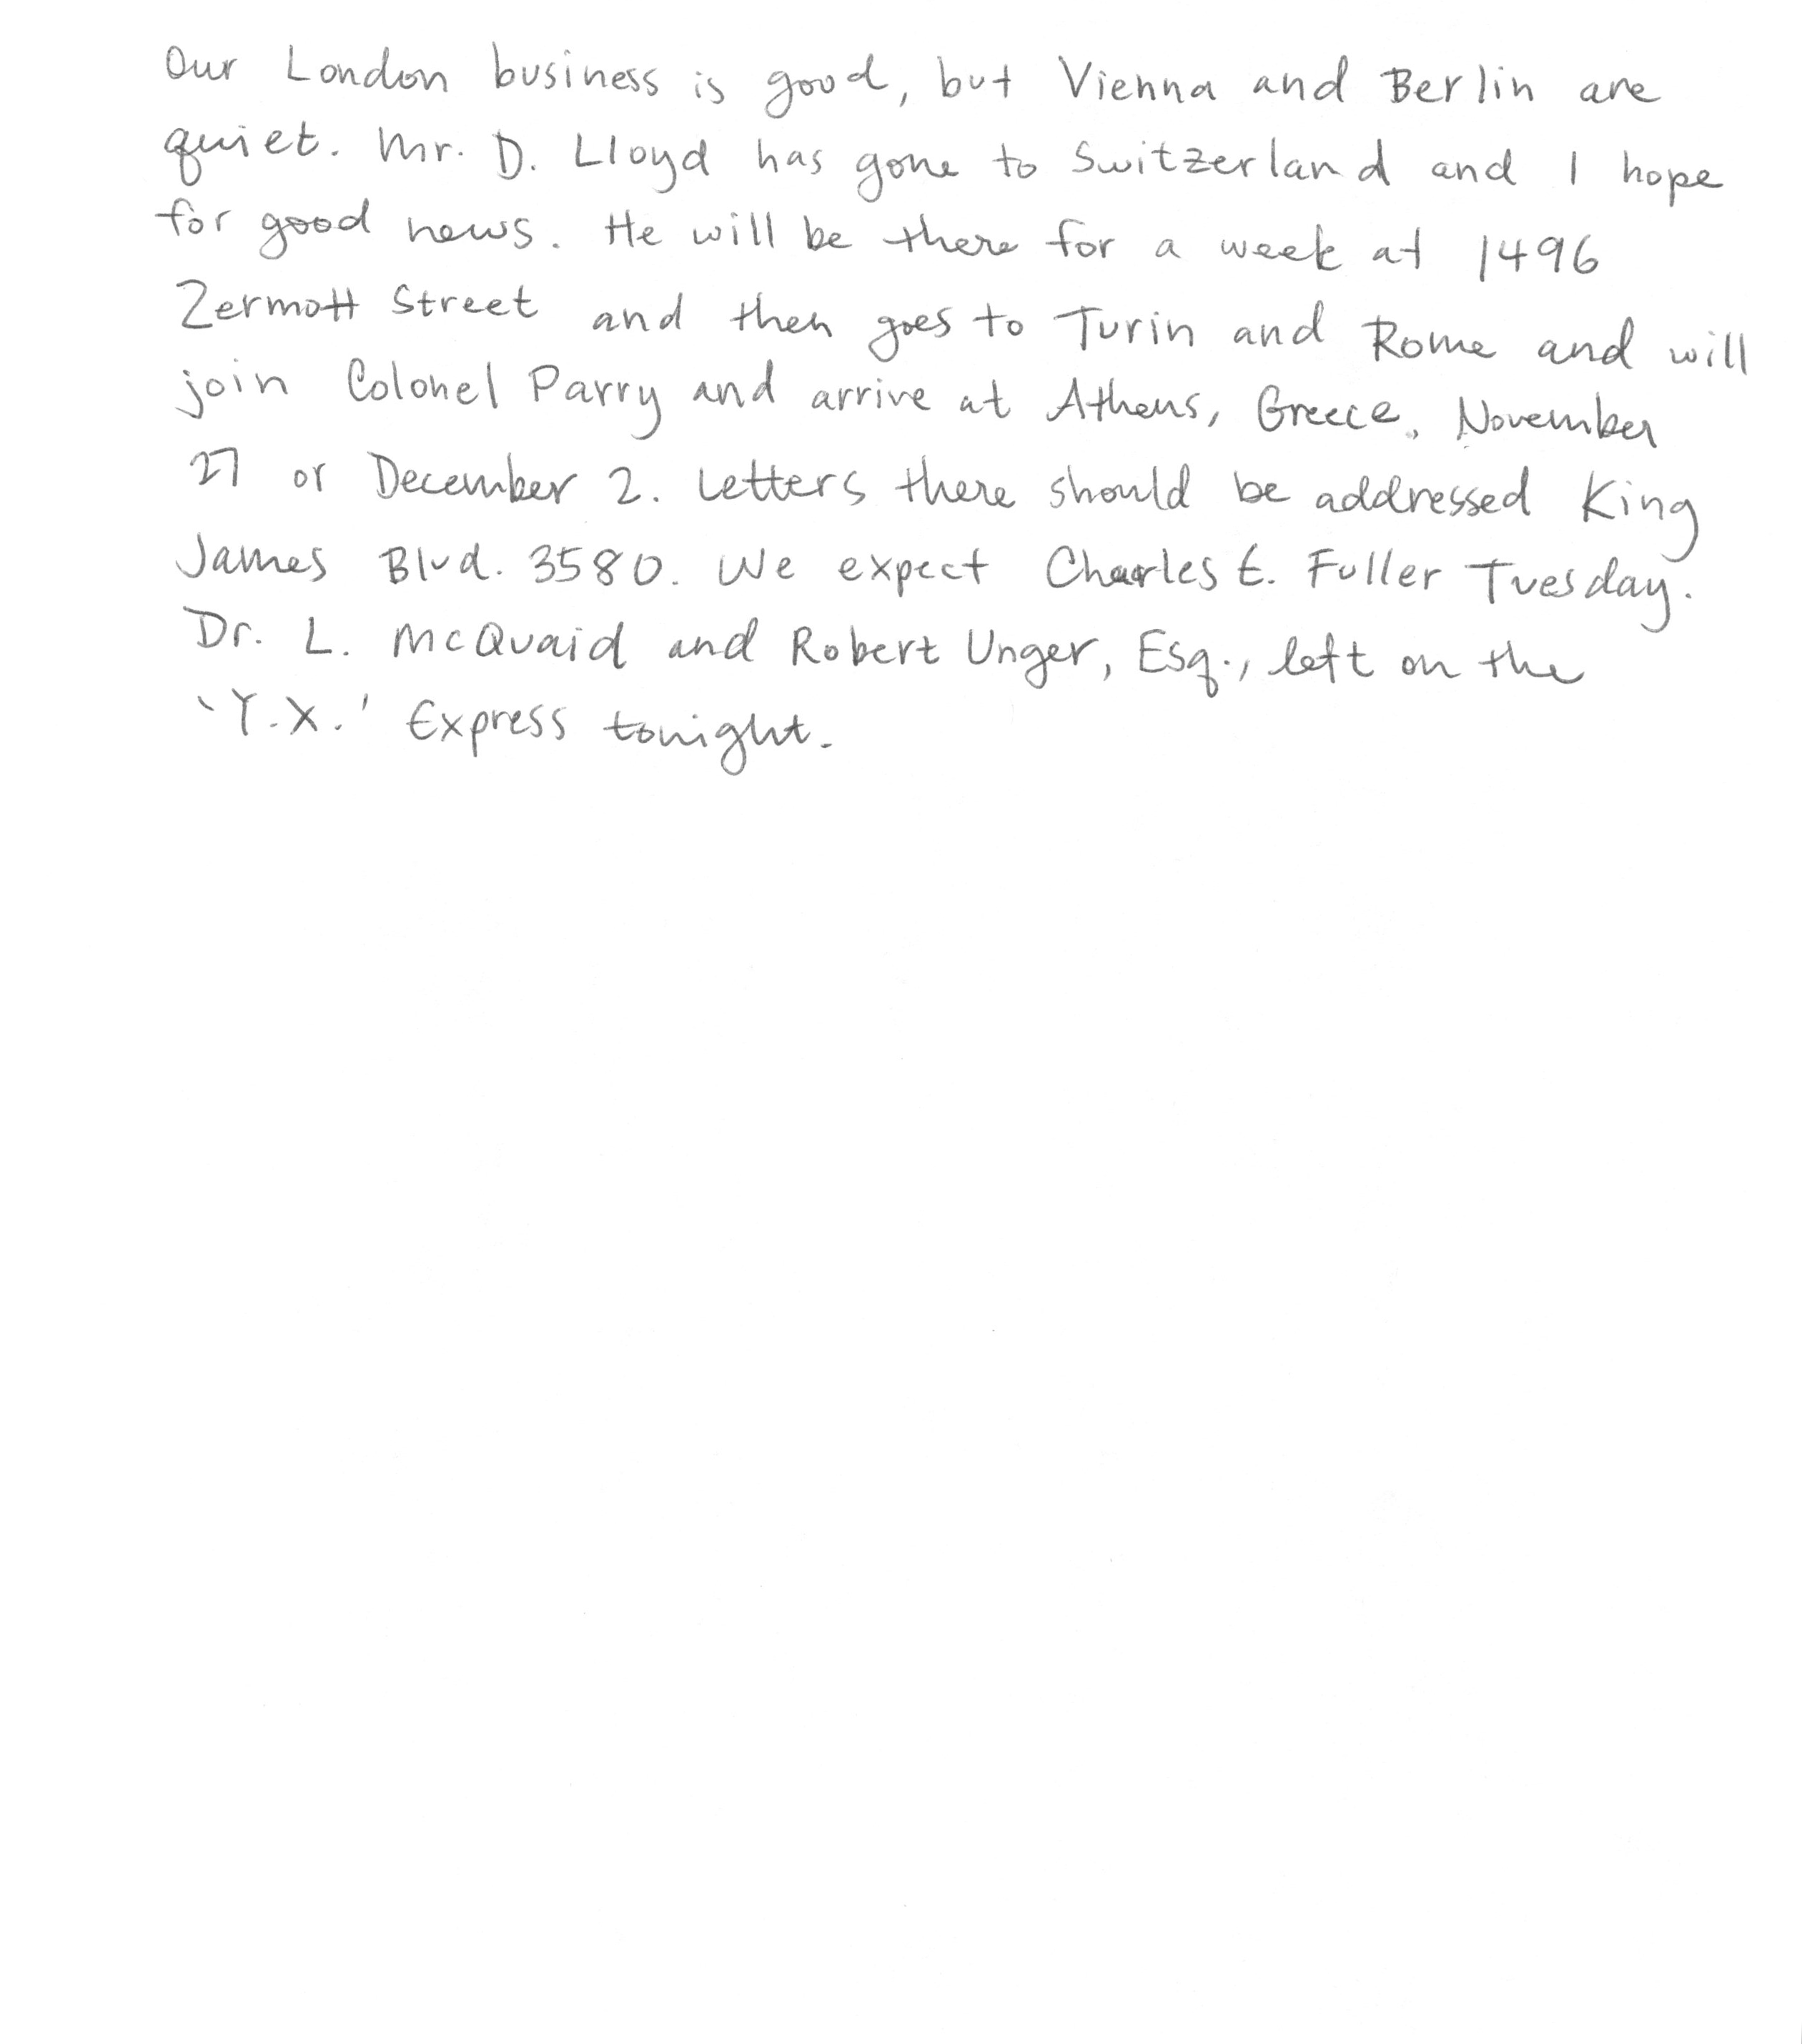 Our London business is good, but Vienna and Berlin are
quiet. Mr. D. Lloyd has gone to Switzerland and I hope
for good news. He will be there for a week at 1496
Zermott Street and then goes to Turin and Rome and will
join Colonel Parry and arrive at Athens, Greece, November
27 or December 2. Letters there should be addressed King
James Blvd. 3580. We expect Charles E. Fuller Tuesday.
Dr. L. McQuaid and Robert Unger, Esq., left on the
'Y.X.' Express tonight.